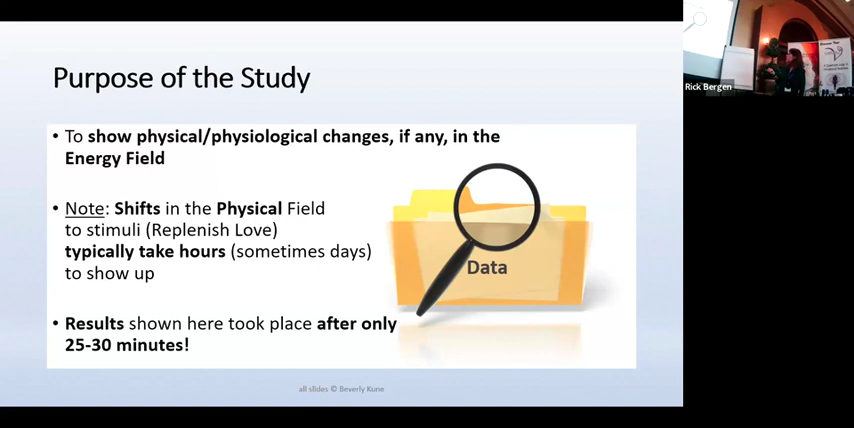 Purpose of the Study
• To show physical/physiological changes, if any, in the
Energy Field
• Note: Shifts in the Physical Field
to stimuli (Replenish Love)
typically take hours (sometimes days)
to show up
• Results shown here took place after only
25-30 minutes!
Data
all slides © Beverly Kune
Rick Bergen